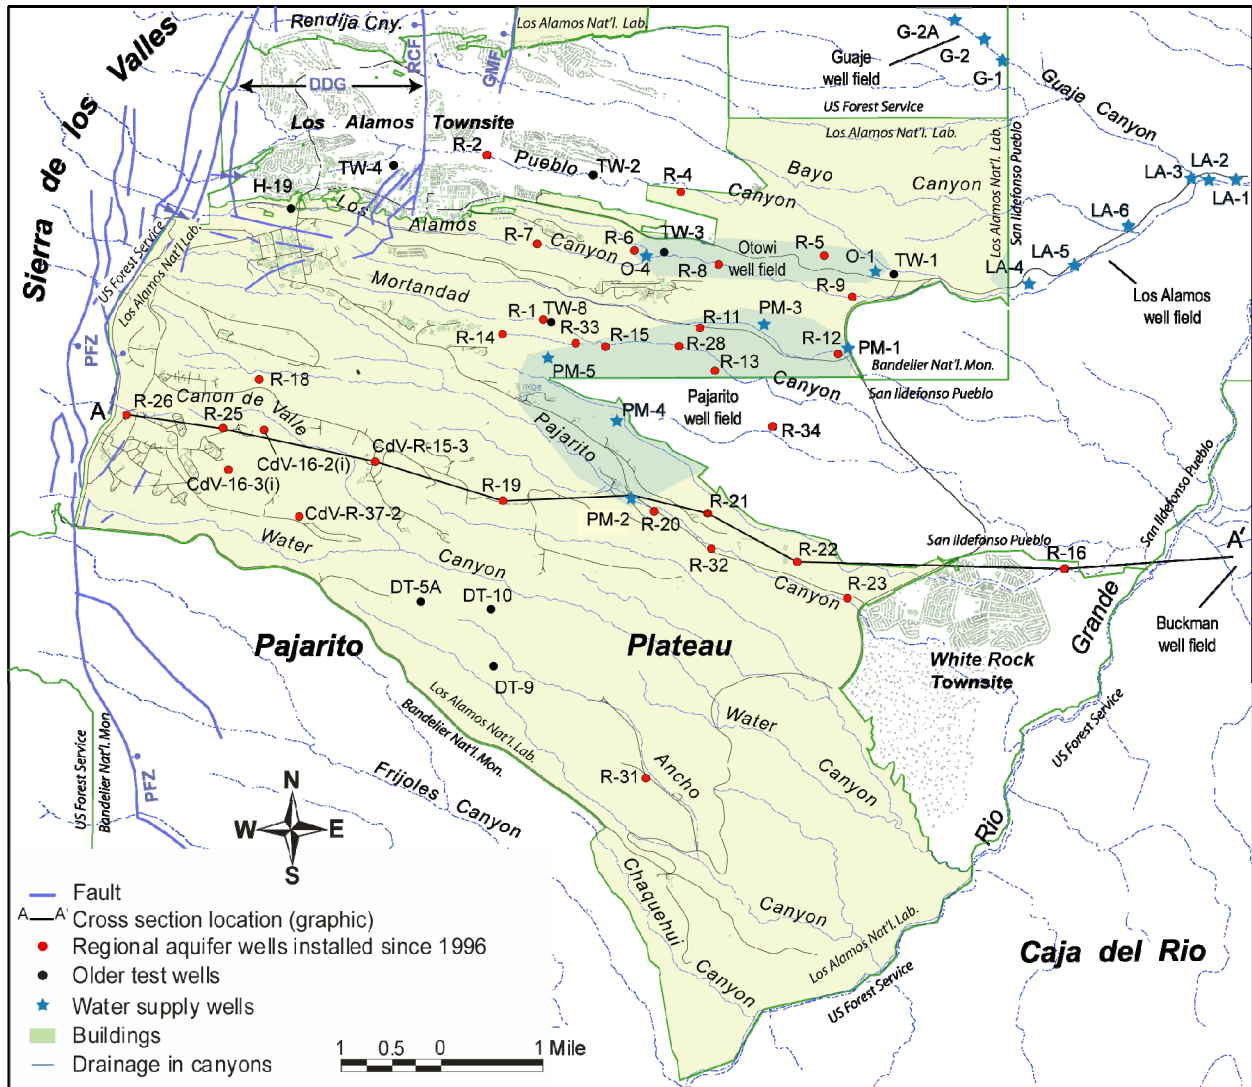 Rendija Cny.
Los Alamos Nat'l. Lab.
G-2A
G-2
G-1
Guaje
well field
Guaje Canyon
US Forest Service
Los Alamos Nat'l. Lab.
Sierra de los Valles
RCF
GMF
DDG
Los Alamos Townsite
R-2
Pueblo
TW-4
TW-2
R-4
Canyon
Bayo
Canyon
Los Alamos Nat'l. Lab.
San Ildefonso Pueblo
LA-3
LA-2
LA-1
LA-6
LA-5
LA-4
Los Alamos
well field
H-19
Los
Alamos
Canyon
US Forest Service
Los Alamos Nat'l. Lab.
R-7
R-6
TW-3
O-4
R-8
Otowi
well field
R-5
O-1
TW-1
R-9
Mortandad
R-1
TW-8
R-14
R-33
R-15
R-11
R-28
PM-3
R-12
PM-1
R-13
PM-5
Canyon
Bandelier Nat'l. Mon.
San Ildefonso Pueblo
PFZ
R-18
Cañon de Valle
A
R-26
R-25
CdV-16-2(i)
CdV-16-3(i)
CdV-R-15-3
CdV-R-37-2
Pajarito
PM-4
Pajarito
well field
R-34
R-19
PM-2
R-20
R-21
R-32
R-22
Canyon
R-23
San Ildefonso Pueblo
San Ildefonso Pueblo
R-16
A'
Buckman
well field
Water
Canyon
DT-5A
DT-10
DT-9
Pajarito
Plateau
White Rock
Townsite
Rio Grande
US Forest Service
Los Alamos Nat'l. Lab.
Bandelier Nat'l. Mon.
Water
Canyon
R-31
Ancho
Canyon
Frijoles Canyon
US Forest Service
Bandelier Nat'l. Mon
PFZ
Chaquehui
Canyon
Los Alamos Nat'l. Lab.
US Forest Service
Caja del Rio
N
W E
S
Fault
A A' Cross section location (graphic)
Regional aquifer wells installed since 1996
Older test wells
Water supply wells
Buildings
Drainage in canyons
1 0.5 0 1 Mile